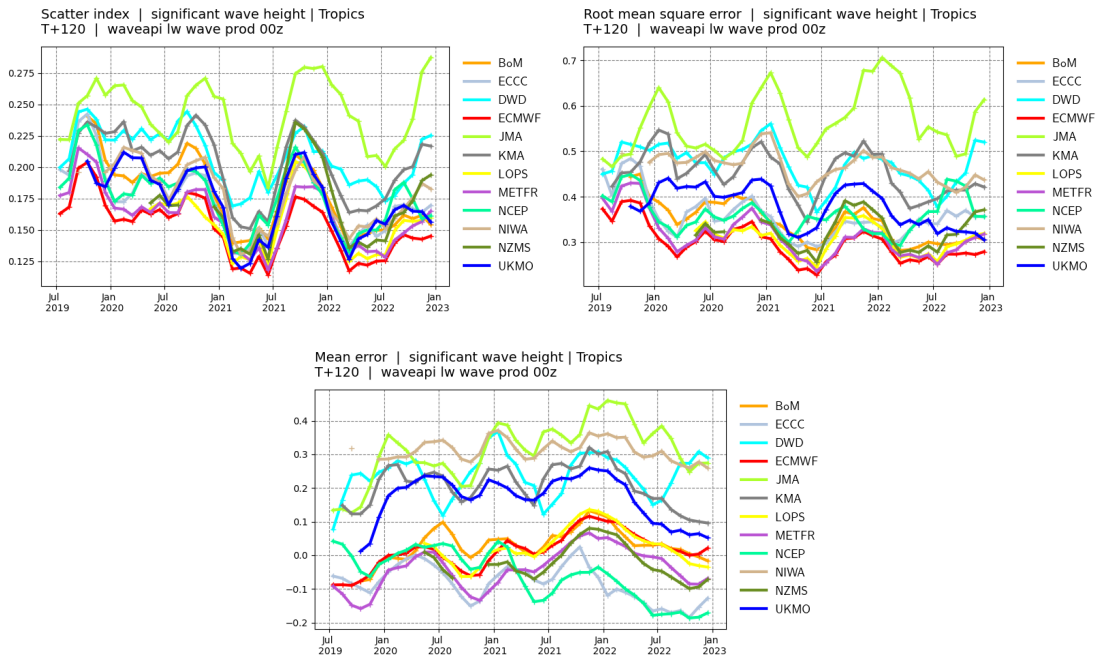 Scatter index | significant wave height | Tropics
T+120 | waveapi lw wave prod 00z
0.275
0.250
0.225
0.200
0.175
0.150
0.125
Jul 2019
Jan 2020
Jul 2020
Jan 2021
Jul 2021
Jan 2022
Jul 2022
Jan 2023
BoM
ECCC
DWD
ECMWF
JMA
KMA
LOPS
METFR
NCEP
NIWA
NZMS
UKMO
Root mean square error | significant wave height | Tropics
T+120 | waveapi lw wave prod 00z
0.7
0.6
0.5
0.4
0.3
Jul 2019
Jan 2020
Jul 2020
Jan 2021
Jul 2021
Jan 2022
Jul 2022
Jan 2023
BoM
ECCC
DWD
ECMWF
JMA
KMA
LOPS
METFR
NCEP
NIWA
NZMS
UKMO
Mean error | significant wave height | Tropics
T+120 | waveapi lw wave prod 00z
0.4
0.3
0.2
0.1
0.0
−0.1
−0.2
Jul 2019
Jan 2020
Jul 2020
Jan 2021
Jul 2021
Jan 2022
Jul 2022
Jan 2023
BoM
ECCC
DWD
ECMWF
JMA
KMA
LOPS
METFR
NCEP
NIWA
NZMS
UKMO